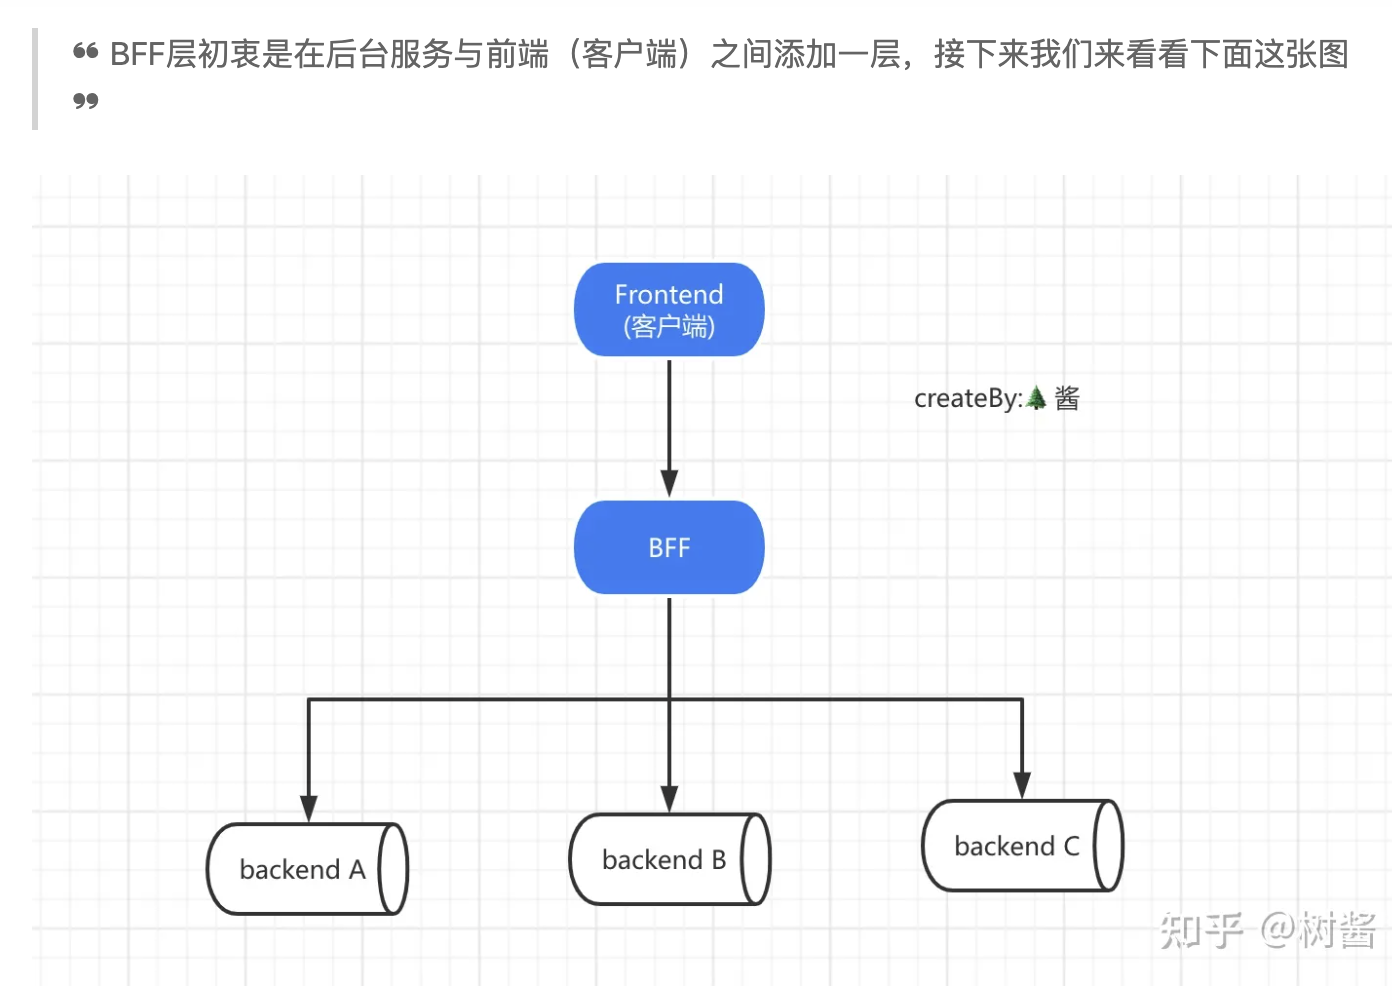 ❝ BFF层初衷是在后台服务与前端（客户端）之间添加一层，接下来我们来看看下面这张图
❞
Frontend
(客户端)
createBy:🌲酱
BFF
backend A
backend B
backend C
知乎 @树酱